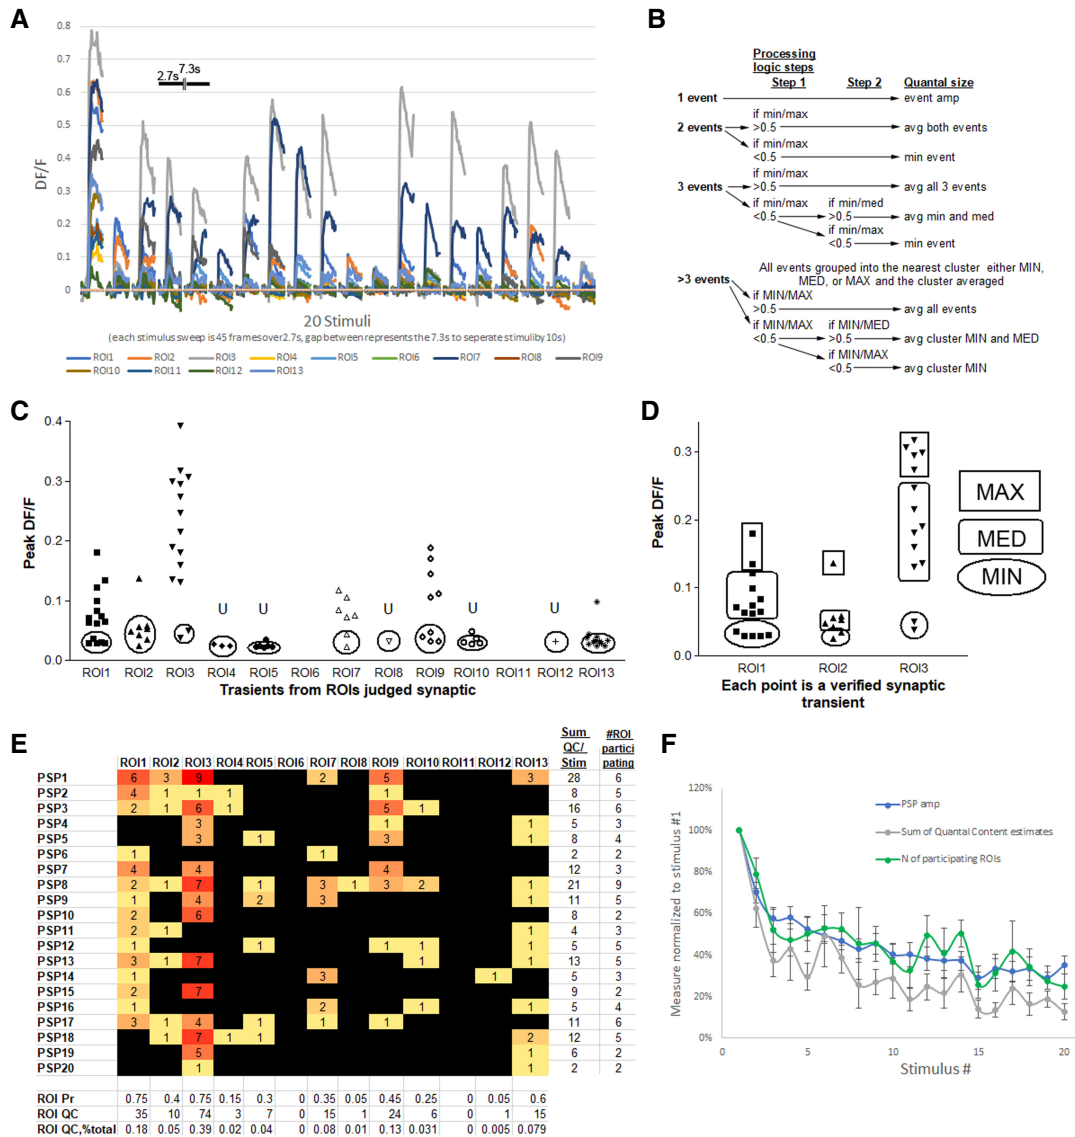 A
0.8
0.7
0.6
0.5
0.4
0.3
0.2
0.1
0
DF/F
2.7s 7.3s
20 Stimuli
(each stimulus sweep is 45 frames over 2.7s, gap between represents the 7.3s to seperate stimuli by 10s)
ROI1 ROI2 ROI3 ROI4 ROI5 ROI6 ROI7 ROI8 ROI9
ROI10 ROI11 ROI12 ROI13
B
Processing
logic steps
Step 1 Step 2 Quantal size
1 event event amp
if min/max
2 events >0.5 avg both events
if min/max
<0.5 min event
if min/max
3 events >0.5 avg all 3 events
if min/max if min/med
<0.5 >0.5 avg min and med
if min/max
<0.5 min event
All events grouped into the nearest cluster either MIN,
>3 events MED, or MAX and the cluster averaged
if MIN/MAX
>0.5 avg all events
if MIN/MAX if MIN/MED
<0.5 >0.5 avg cluster MIN and MED
if MIN/MAX
<0.5 avg cluster MIN
C
0.4
0.3
0.2
0.1
0.0
Peak DF/F
U U U U U
ROI1 ROI2 ROI3 ROI4 ROI5 ROI6 ROI7 ROI8 ROI9 ROI10 ROI11 ROI12 ROI13
Trasients from ROIs judged synaptic
D
0.3
0.2
0.1
0.0
Peak DF/F
MAX
MED
MIN
ROI1 ROI2 ROI3
Each point is a verified synaptic
transient
E
Sum #ROI
QC/ partici
ROI1 ROI2 ROI3 ROI4 ROI5 ROI6 ROI7 ROI8 ROI9 ROI10 ROI11 ROI12 ROI13 Stim pating
PSP1 6 3 9 2 5 3 28 6
PSP2 4 1 1 1 1 8 5
PSP3 2 1 6 1 5 1 16 6
PSP4 3 1 1 5 3
PSP5 3 1 3 1 8 4
PSP6 1 1 2 2
PSP7 4 4 4 12 3
PSP8 2 1 7 1 3 1 3 2 1 21 9
PSP9 1 4 2 3 1 11 5
PSP10 2 6 8 2
PSP11 2 1 1 4 3
PSP12 1 1 1 1 1 5 5
PSP13 3 1 7 1 1 13 5
PSP14 1 3 1 5 3
PSP15 2 7 9 2
PSP16 1 2 1 1 5 4
PSP17 3 1 4 1 1 1 11 6
PSP18 1 7 1 1 2 12 5
PSP19 5 1 6 2
PSP20 1 1 2 2
ROI Pr 0.75 0.4 0.75 0.15 0.3 0 0.35 0.05 0.45 0.25 0 0.05 0.6
ROI QC 35 10 74 3 7 0 15 1 24 6 0 1 15
ROI QC,%total 0.18 0.05 0.39 0.02 0.04 0 0.08 0.01 0.13 0.031 0 0.005 0.079
F
120%
100%
80%
60%
40%
20%
0%
Measure normalized to stimulus #1
PSP amp
Sum of Quantal Content estimates
N of participating ROIs
0 5 10 15 20
Stimulus #